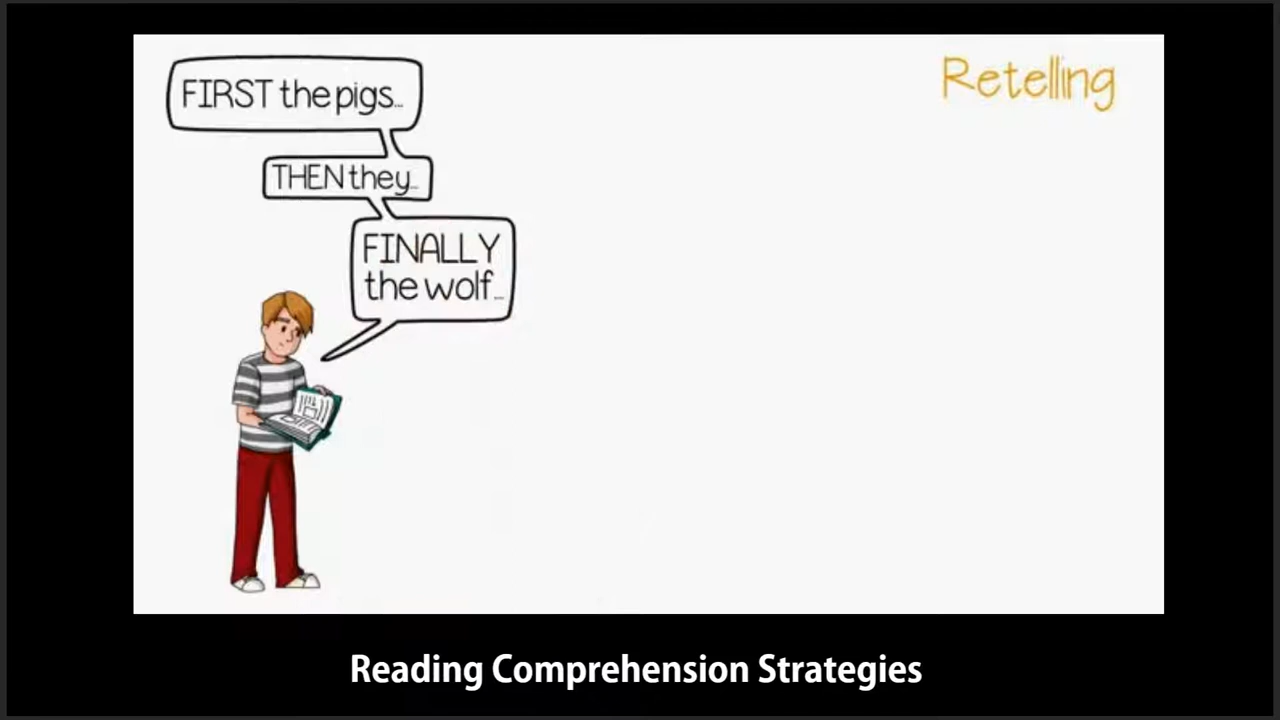 Retelling
FIRST the pigs...
THEN they...
FINALLY
the wolf...
Reading Comprehension Strategies